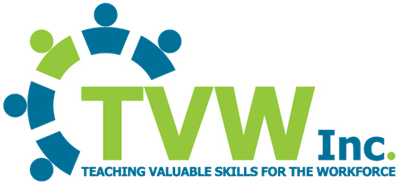 TVW Inc.
TEACHING VALUABLE SKILLS FOR THE WORKFORCE